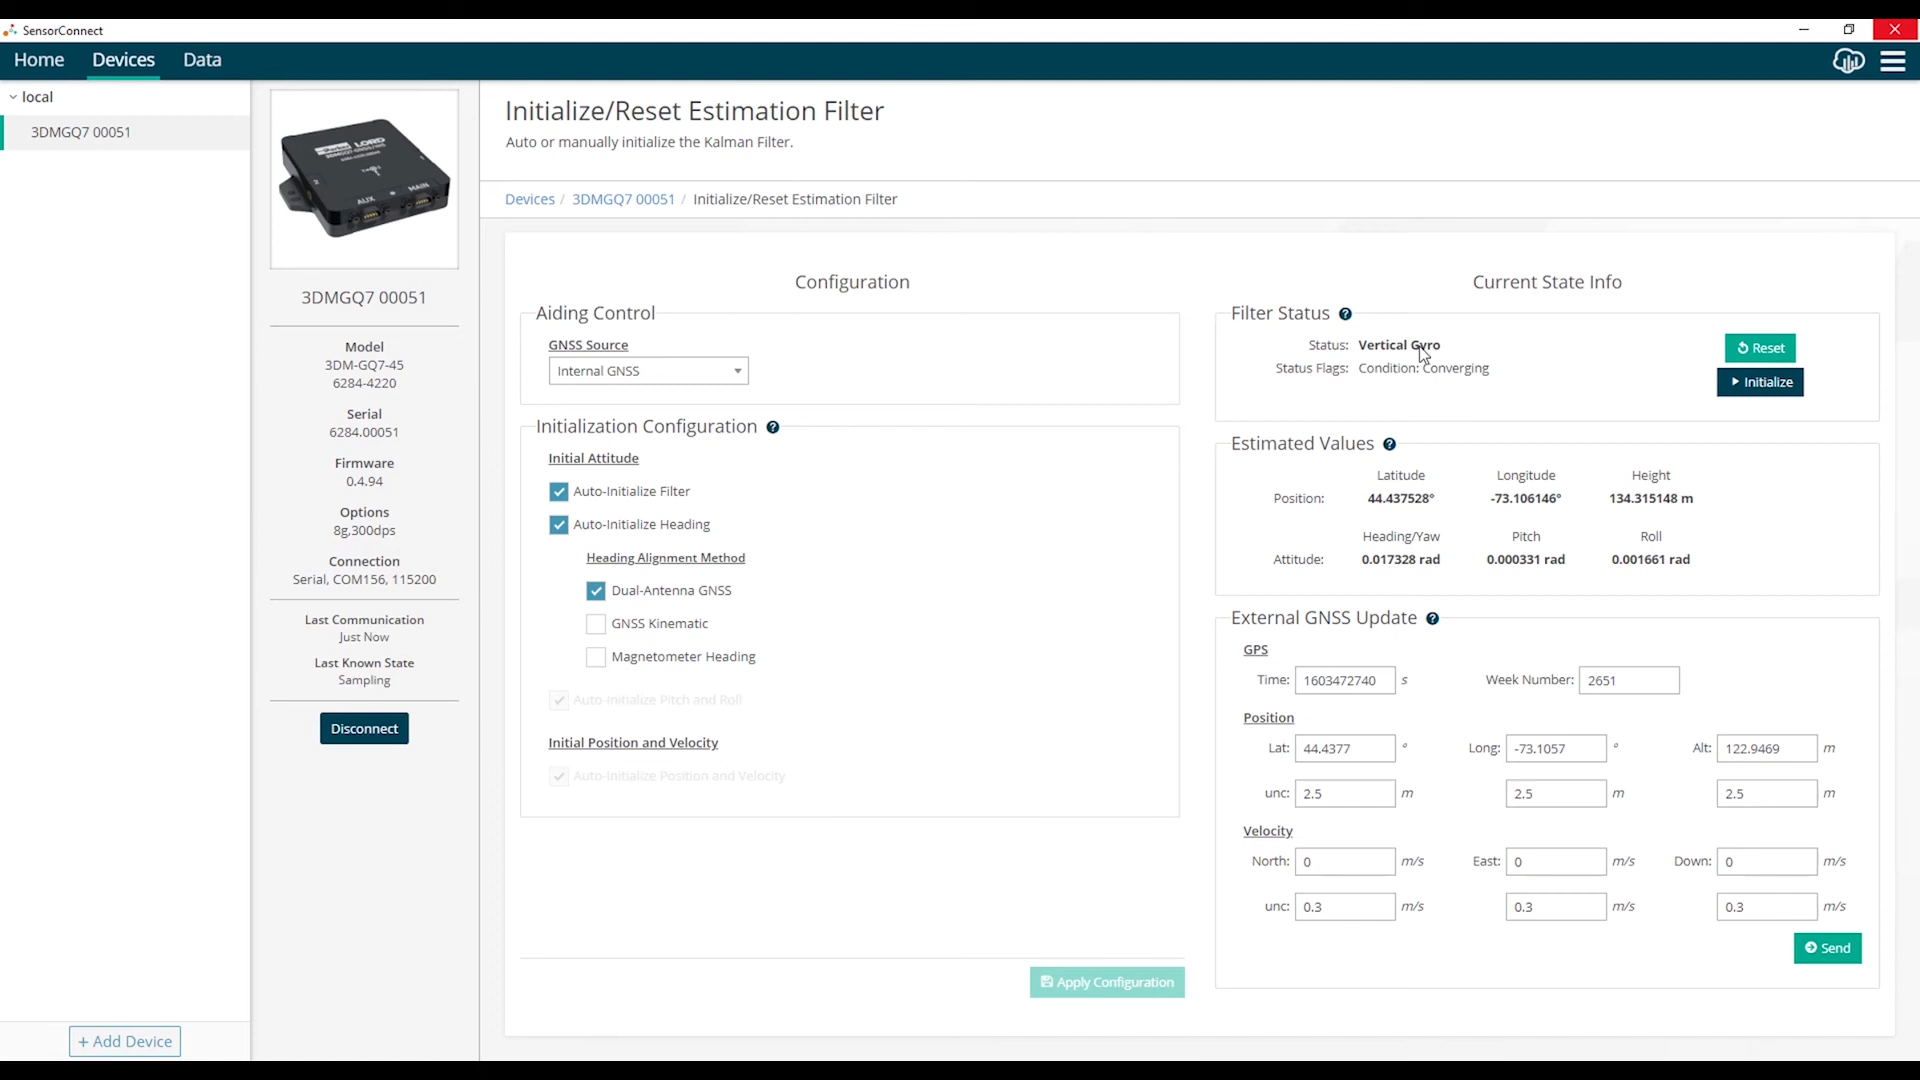 SensorConnect
Home Devices Data
local
3DMGQ7 00051
LORD
AUX
MAIN
3DMGQ7 00051
Model
3DM-GQ7-45
6284-4220
Serial
6284.00051
Firmware
0.4.94
Options
8g,300dps
Connection
Serial, COM156, 115200
Last Communication
Just Now
Last Known State
Sampling
Disconnect
+ Add Device
Initialize/Reset Estimation Filter
Auto or manually initialize the Kalman Filter.
Devices / 3DMGQ7 00051 / Initialize/Reset Estimation Filter
Configuration
Aiding Control
GNSS Source
Internal GNSS
Initialization Configuration ?
Initial Attitude
Auto-Initialize Filter
Auto-Initialize Heading
Heading Alignment Method
Dual-Antenna GNSS
GNSS Kinematic
Magnetometer Heading
Auto-Initialize Pitch and Roll
Initial Position and Velocity
Auto-Initialize Position and Velocity
Apply Configuration
Current State Info
Filter Status ?
Status: Vertical Gyro
Status Flags: Condition: Converging
Reset
Initialize
Estimated Values ?
Latitude Longitude Height
Position: 44.437528° -73.106146° 134.315148 m
Heading/Yaw Pitch Roll
Attitude: 0.017328 rad 0.000331 rad 0.001661 rad
External GNSS Update ?
GPS
Time: 1603472740 s Week Number: 2651
Position
Lat: 44.4377 ° Long: -73.1057 ° Alt: 122.9469 m
unc: 2.5 m 2.5 m 2.5 m
Velocity
North: 0 m/s East: 0 m/s Down: 0 m/s
unc: 0.3 m/s 0.3 m/s 0.3 m/s
Send